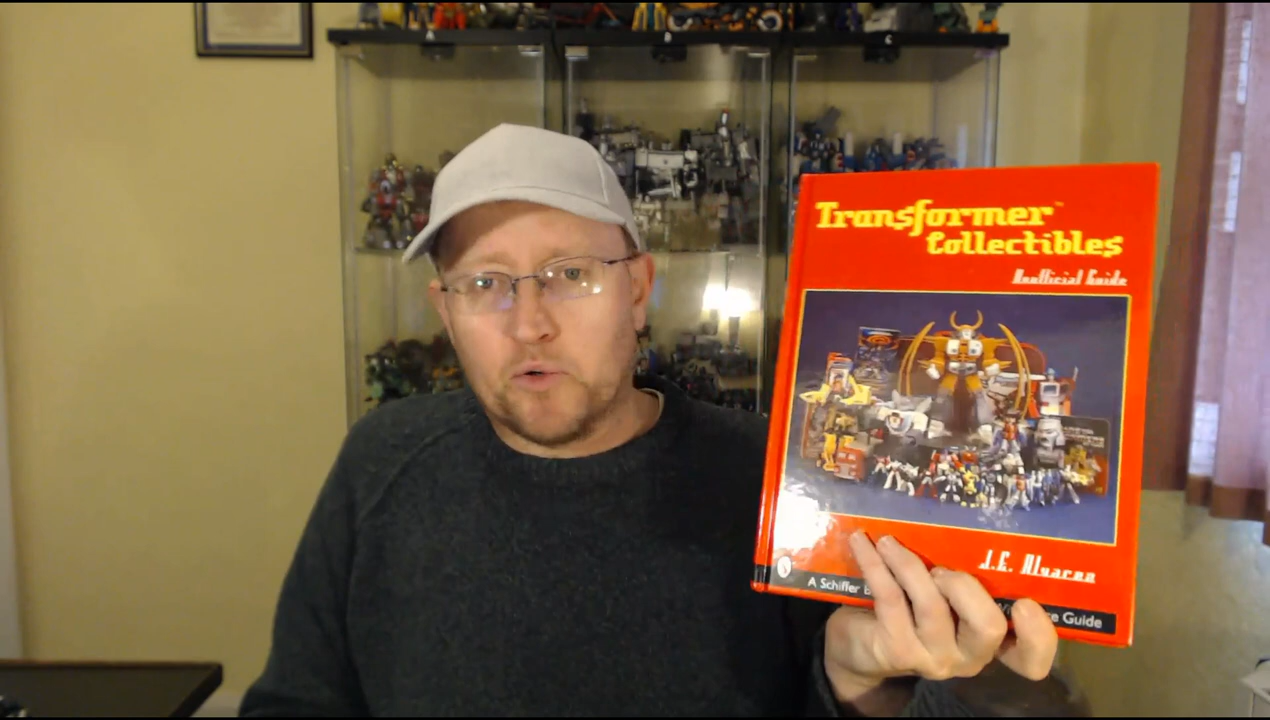 A
B
C
Transformer™
Collectibles
Unofficial Guide
J.E. Alvarez
A Schiffer
Guide